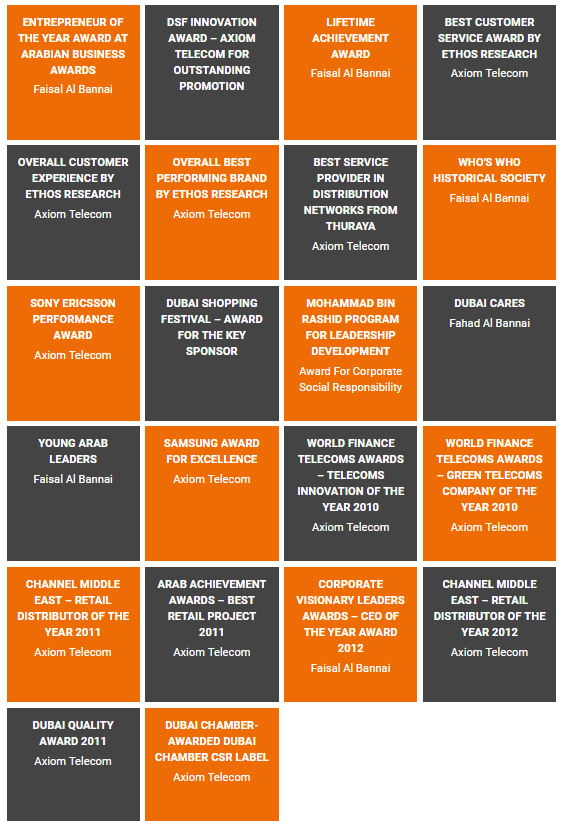 ENTREPRENEUR OF
THE YEAR AWARD AT
ARABIAN BUSINESS
AWARDS
Faisal Al Bannai
DSF INNOVATION
AWARD – AXIOM
TELECOM FOR
OUTSTANDING
PROMOTION
LIFETIME
ACHIEVEMENT
AWARD
Faisal Al Bannai
BEST CUSTOMER
SERVICE AWARD BY
ETHOS RESEARCH
Axiom Telecom
OVERALL CUSTOMER
EXPERIENCE BY
ETHOS RESEARCH
Axiom Telecom
OVERALL BEST
PERFORMING BRAND
BY ETHOS RESEARCH
Axiom Telecom
BEST SERVICE
PROVIDER IN
DISTRIBUTION
NETWORKS FROM
THURAYA
Axiom Telecom
WHO'S WHO
HISTORICAL SOCIETY
Faisal Al Bannai
SONY ERICSSON
PERFORMANCE
AWARD
Axiom Telecom
DUBAI SHOPPING
FESTIVAL – AWARD
FOR THE KEY
SPONSOR
MOHAMMAD BIN
RASHID PROGRAM
FOR LEADERSHIP
DEVELOPMENT
Award For Corporate
Social Responsibility
DUBAI CARES
Fahad Al Bannai
YOUNG ARAB
LEADERS
Faisal Al Bannai
SAMSUNG AWARD
FOR EXCELLENCE
Axiom Telecom
WORLD FINANCE
TELECOMS AWARDS
– TELECOMS
INNOVATION OF THE
YEAR 2010
Axiom Telecom
WORLD FINANCE
TELECOMS AWARDS
– GREEN TELECOMS
COMPANY OF THE
YEAR 2010
Axiom Telecom
CHANNEL MIDDLE
EAST – RETAIL
DISTRIBUTOR OF THE
YEAR 2011
Axiom Telecom
ARAB ACHIEVEMENT
AWARDS – BEST
RETAIL PROJECT
2011
Axiom Telecom
CORPORATE
VISIONARY LEADERS
AWARDS – CEO OF
THE YEAR AWARD
2012
Faisal Al Bannai
CHANNEL MIDDLE
EAST – RETAIL
DISTRIBUTOR OF THE
YEAR 2012
Axiom Telecom
DUBAI QUALITY
AWARD 2011
Axiom Telecom
DUBAI CHAMBER-
AWARDED DUBAI
CHAMBER CSR LABEL
Axiom Telecom